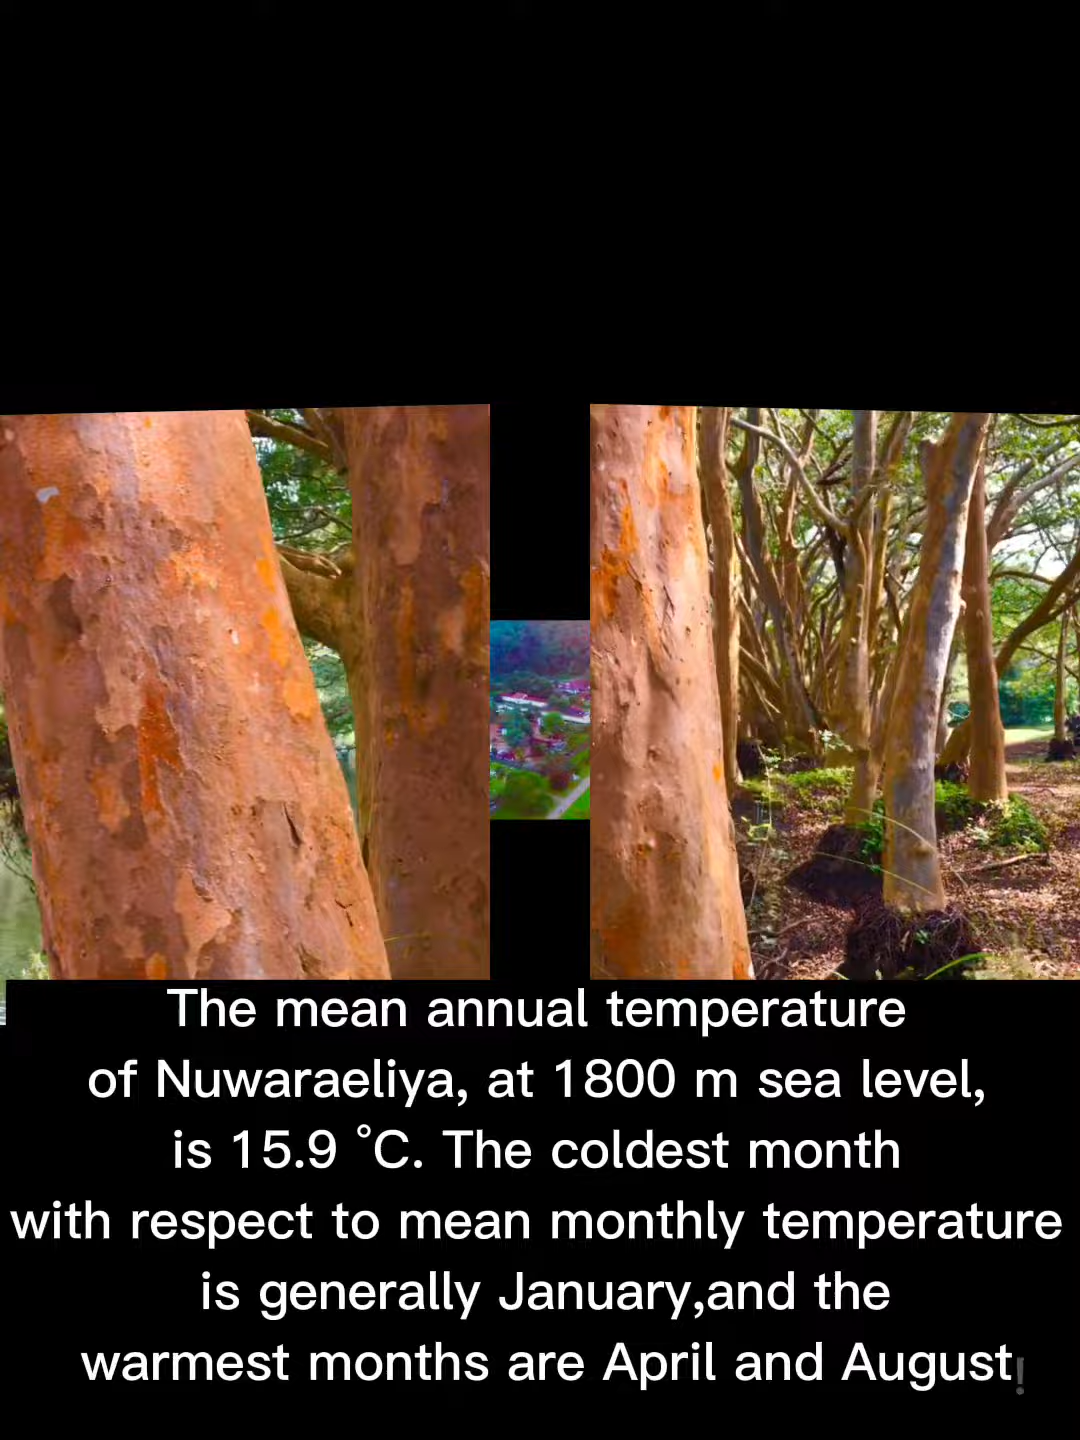 The mean annual temperature
of Nuwaraeliya, at 1800 m sea level,
is 15.9 °C. The coldest month
with respect to mean monthly temperature
is generally January,and the
warmest months are April and August!